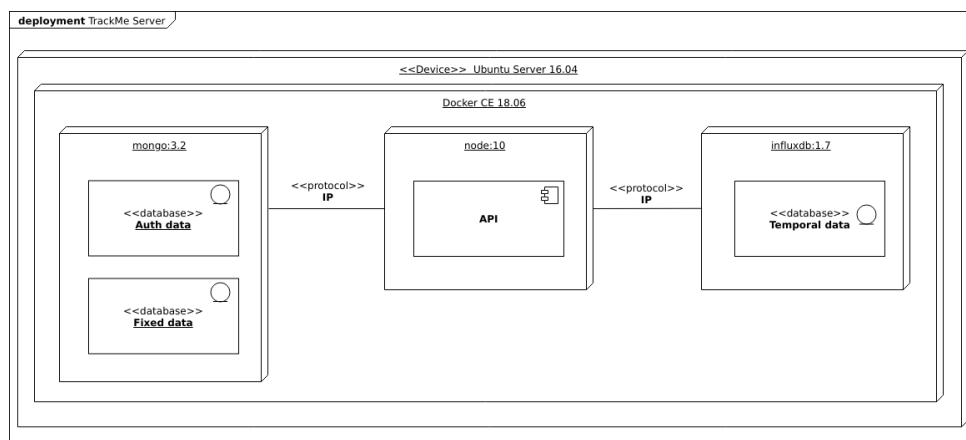 deployment TrackMe Server
<<Device>> Ubuntu Server 16.04
Docker CE 18.06
mongo:3.2
<<database>>
Auth data
<<database>>
Fixed data
<<protocol>>
IP
node:10
API
<<protocol>>
IP
influxdb:1.7
<<database>>
Temporal data